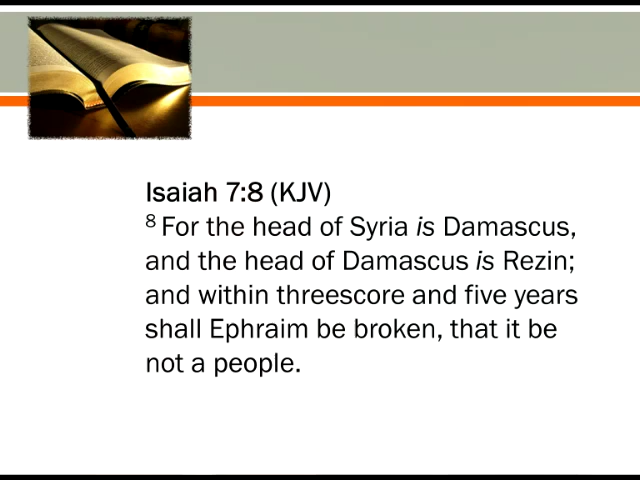 Isaiah 7:8 (KJV)
8 For the head of Syria is Damascus,
and the head of Damascus is Rezin;
and within threescore and five years
shall Ephraim be broken, that it be
not a people.